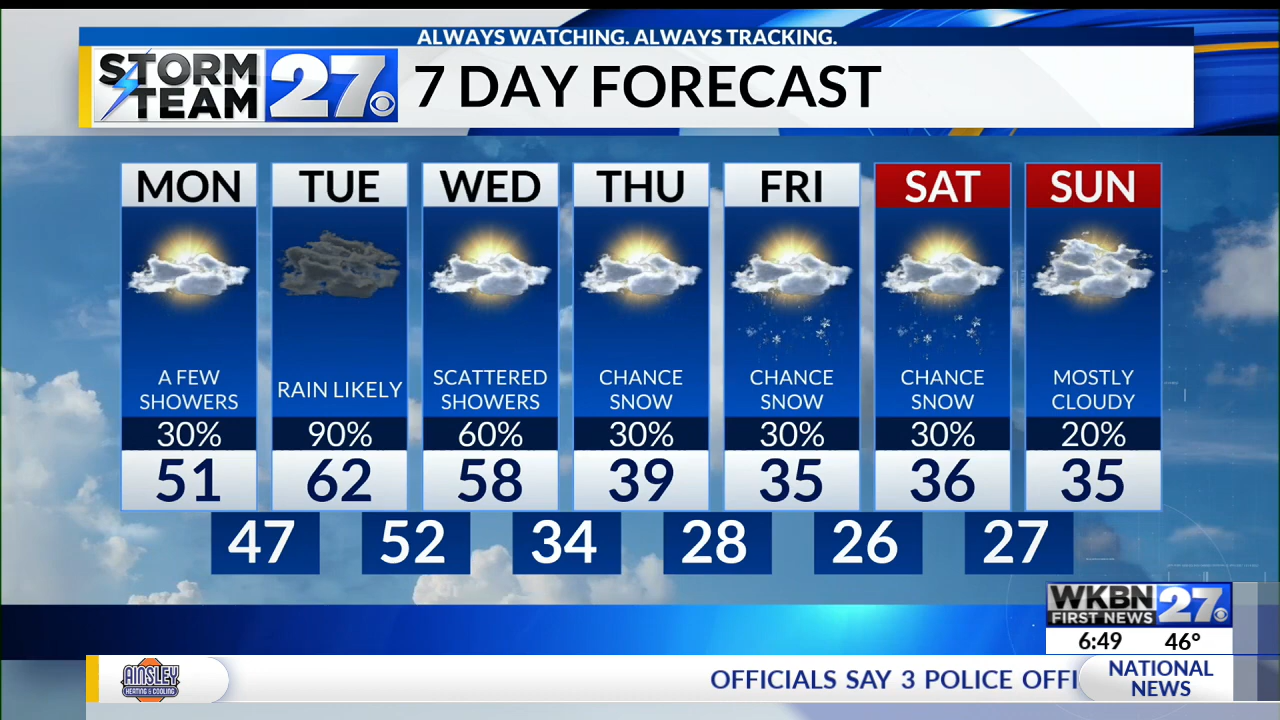 ALWAYS WATCHING. ALWAYS TRACKING.
STORM TEAM 27
7 DAY FORECAST
MON TUE WED THU FRI SAT SUN
A FEW SHOWERS
RAIN LIKELY
SCATTERED SHOWERS
CHANCE SNOW
CHANCE SNOW
CHANCE SNOW
MOSTLY CLOUDY
30% 90% 60% 30% 30% 30% 20%
51 62 58 39 35 36 35
47 52 34 28 26 27
WKBN 27
FIRST NEWS
6:49 46°
AINSLEY
HEATING & COOLING
OFFICIALS SAY 3 POLICE OFFI
NATIONAL
NEWS